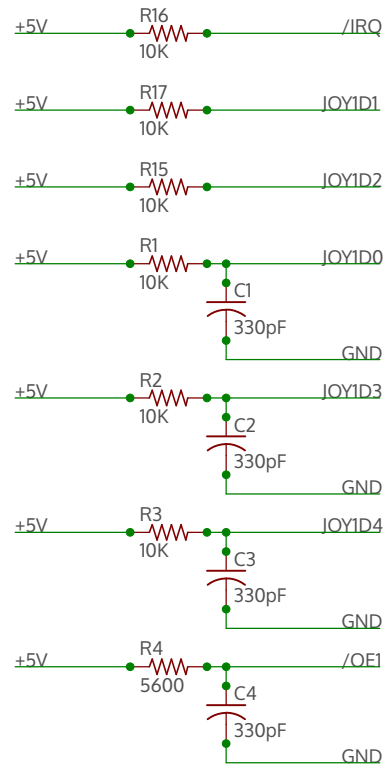 R16
+5V /IRQ
10K
R17
+5V JOY1D1
10K
R15
+5V JOY1D2
10K
R1
+5V JOY1D0
10K
C1
330pF
GND
R2
+5V JOY1D3
10K
C2
330pF
GND
R3
+5V JOY1D4
10K
C3
330pF
GND
R4
+5V /OE1
5600
C4
330pF
GND